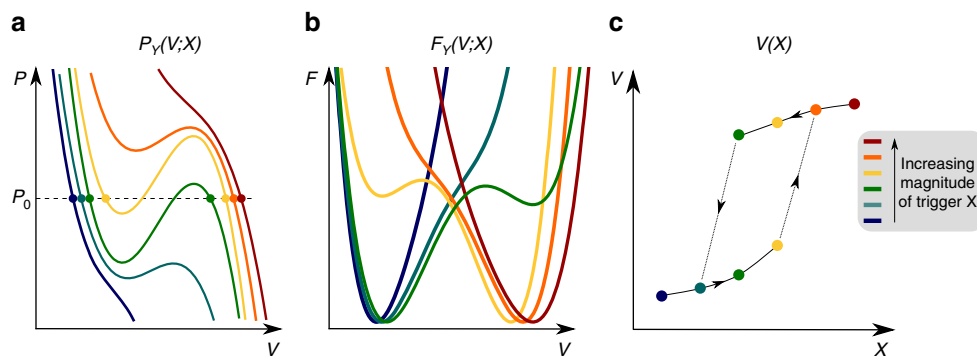 a
P_Y(V;X)
P
P_0
V
b
F_Y(V;X)
F
V
c
V(X)
V
X
Increasing
magnitude
of trigger X